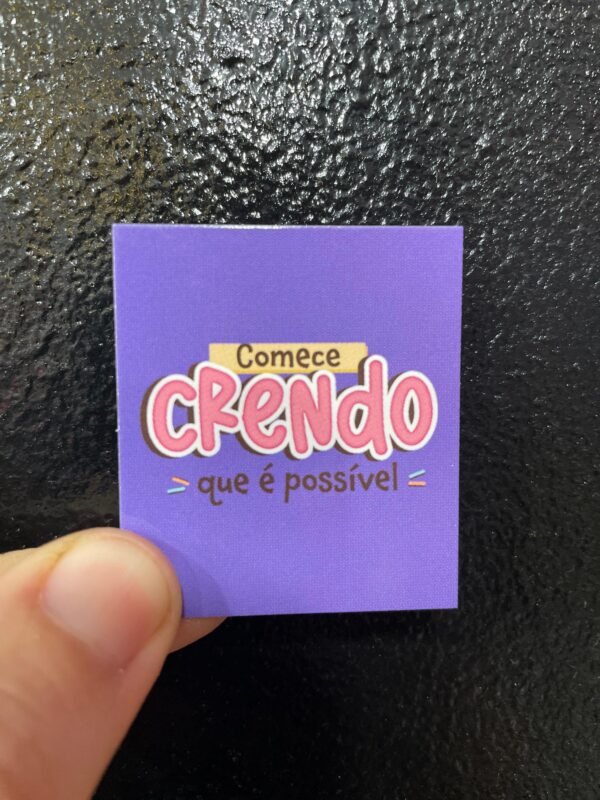 Comece
CRENDO
que é possível